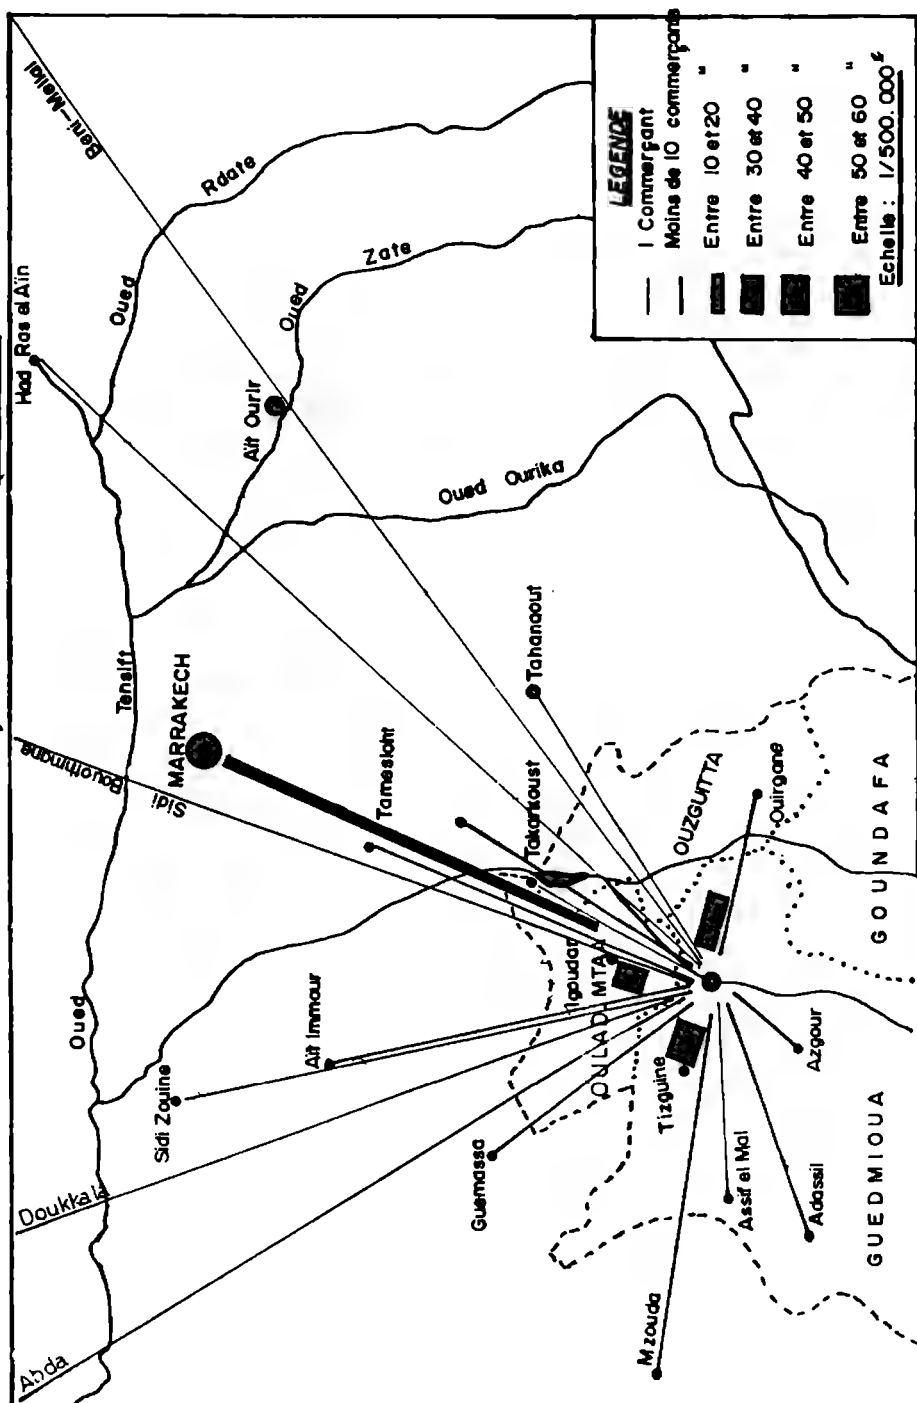 Abda
Doukkala
Sidi
Bou othmane
Had Ras el Aïn
Beni-Mellal
Oued
Tensift
Oued
Rdate
Oued
Zate
Oued Ourika
Sidi Zouine
MARRAKECH
Aït Ourir
Aït Immour
Tamesloht
Guemassa
Takerkoust
Tahanaout
OULAD-MTAA
OUZGUITTA
Mzouda
Tizguine
Ouirgane
Assif el Mal
Azgour
Adassil
GUEDMIOUA
GOUNDAFA
LEGENDE
1 Commerçant
Moins de 10 commerçants
Entre 10 et 20 "
Entre 30 et 40 "
Entre 40 et 50 "
Entre 50 et 60 "
Echelle : 1/500.000